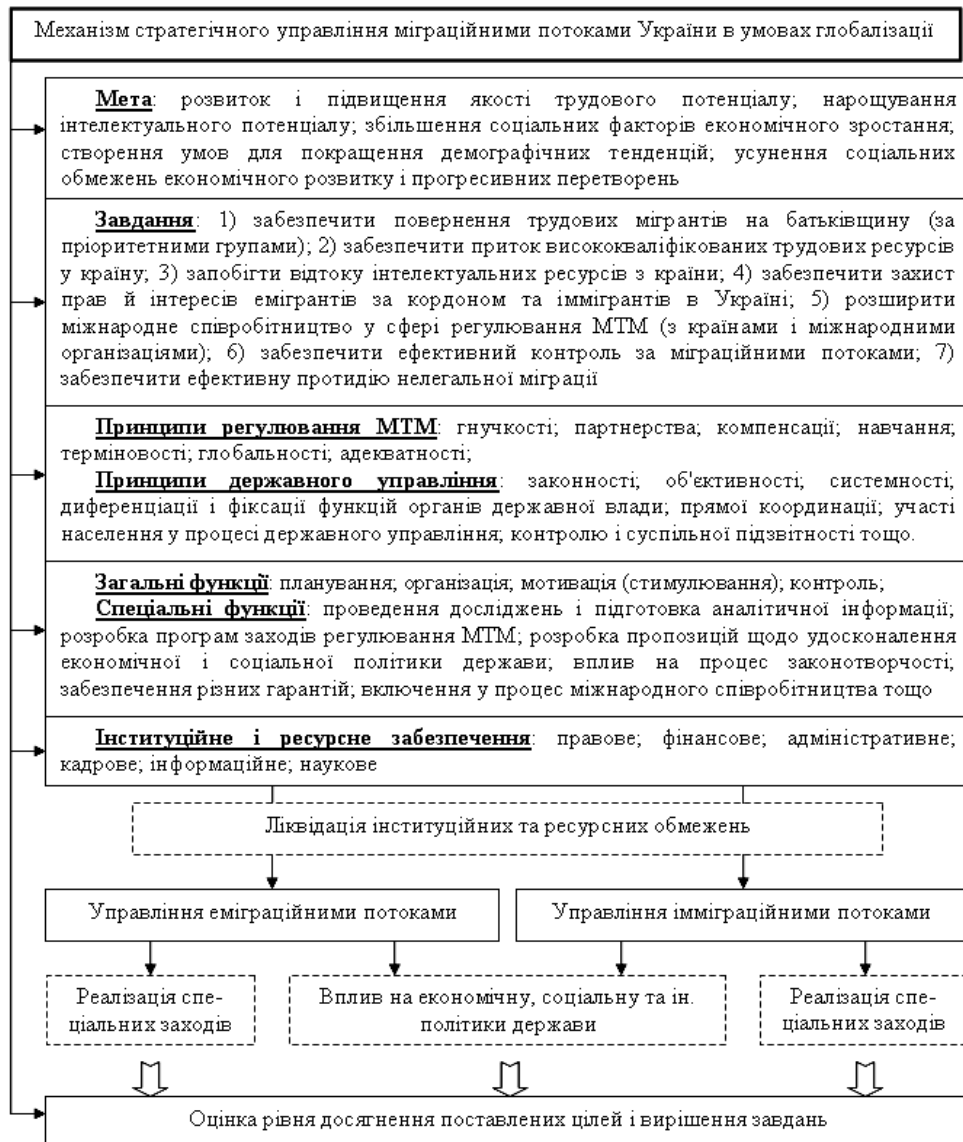 Механізм стратегічного управління міграційними потоками України в умовах глобалізації
Мета: розвиток і підвищення якості трудового потенціалу; нарощування
інтелектуального потенціалу; збільшення соціальних факторів економічного зростання;
створення умов для покращення демографічних тенденцій; усунення соціальних
обмежень економічного розвитку і прогресивних перетворень
Завдання: 1) забезпечити повернення трудових мігрантів на батьківщину (за
пріоритетними групами); 2) забезпечити приток висококваліфікованих трудових ресурсів
у країну; 3) запобігти відтоку інтелектуальних ресурсів з країни; 4) забезпечити захист
прав й інтересів емігрантів за кордоном та іммігрантів в Україні; 5) розширити
міжнародне співробітництво у сфері регулювання МТМ (з країнами і міжнародними
організаціями); 6) забезпечити ефективний контроль за міграційними потоками; 7)
забезпечити ефективну протидію нелегальної міграції
Принципи регулювання МТМ: гнучкості; партнерства; компенсації; навчання;
терміновості; глобальності; адекватності;
Принципи державного управління: законності; об'єктивності; системності;
диференціації і фіксації функцій органів державної влади; прямої координації; участі
населення у процесі державного управління; контролю і суспільної підзвітності тощо.
Загальні функції: планування; організація; мотивація (стимулювання); контроль;
Спеціальні функції: проведення досліджень і підготовка аналітичної інформації;
розробка програм заходів регулювання МТМ; розробка пропозицій щодо удосконалення
економічної і соціальної політики держави; вплив на процес законотворчості;
забезпечення різних гарантій; включення у процес міжнародного співробітництва тощо
Інституційне і ресурсне забезпечення: правове; фінансове; адміністративне;
кадрове; інформаційне; наукове
Ліквідація інституційних та ресурсних обмежень
Управління еміграційними потоками
Управління імміграційними потоками
Реалізація спе-
ціальних заходів
Вплив на економічну, соціальну та ін.
політики держави
Реалізація спе-
ціальних заходів
Оцінка рівня досягнення поставлених цілей і вирішення завдань